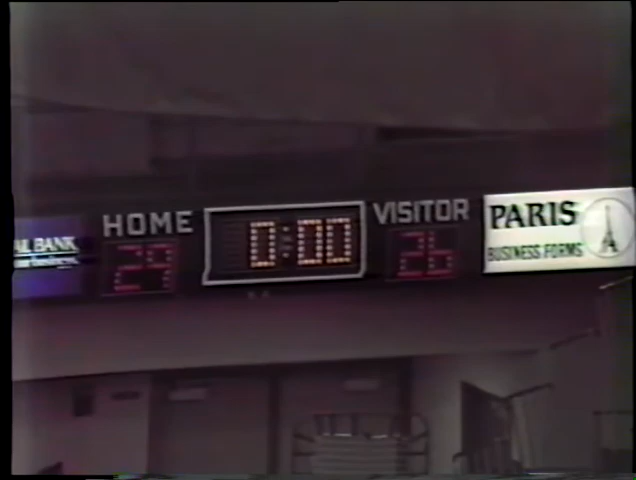 HOME
VISITOR
PARIS
BUSINESS FORMS
AL BANK
29
0:00
26